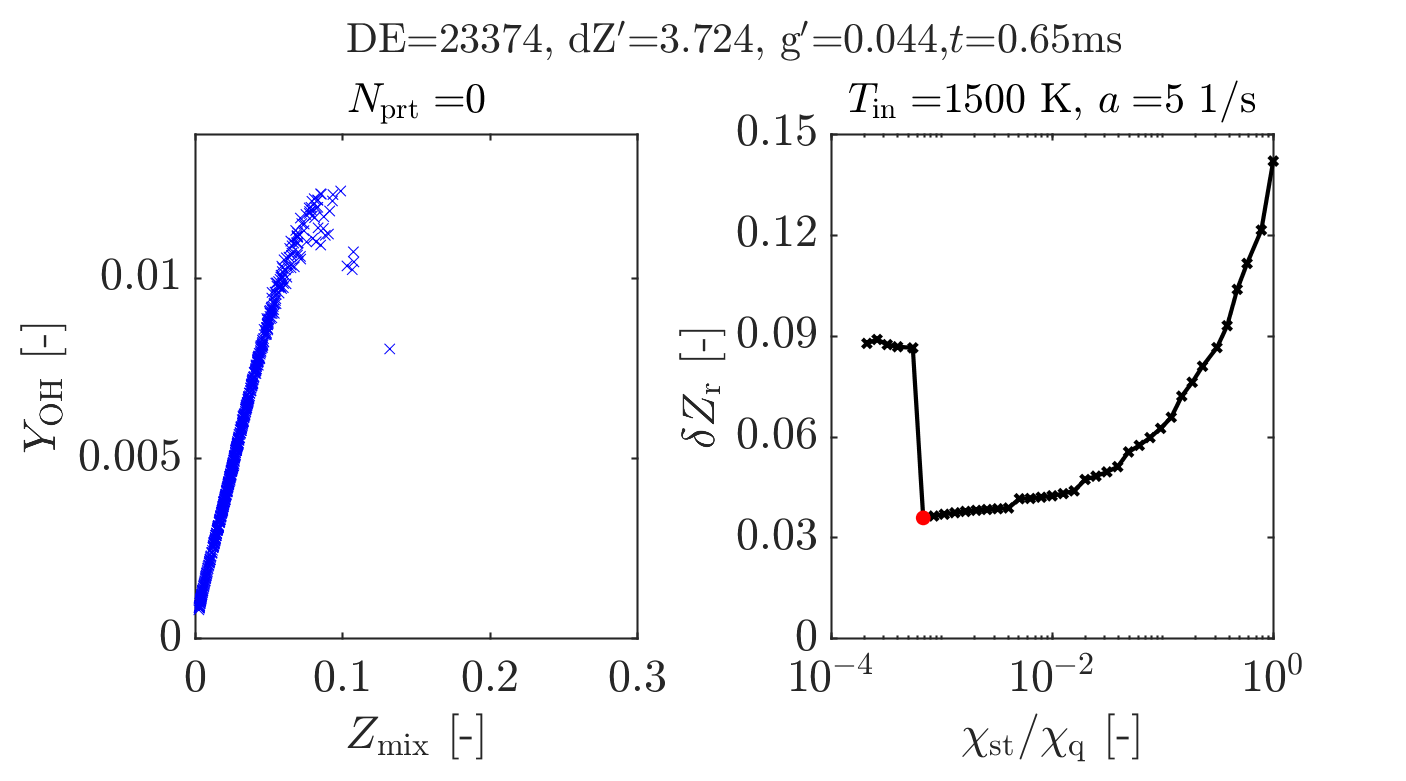 DE=23374, dZ′=3.724, g′=0.044,t=0.65ms
N_prt =0
0.01
0.005
0
0 0.1 0.2 0.3
Y_OH [-]
Z_mix [-]
T_in =1500 K, a =5 1/s
0.15
0.12
0.09
0.06
0.03
0
10⁻⁴ 10⁻² 10⁰
δZ_r [-]
χ_st/χ_q [-]